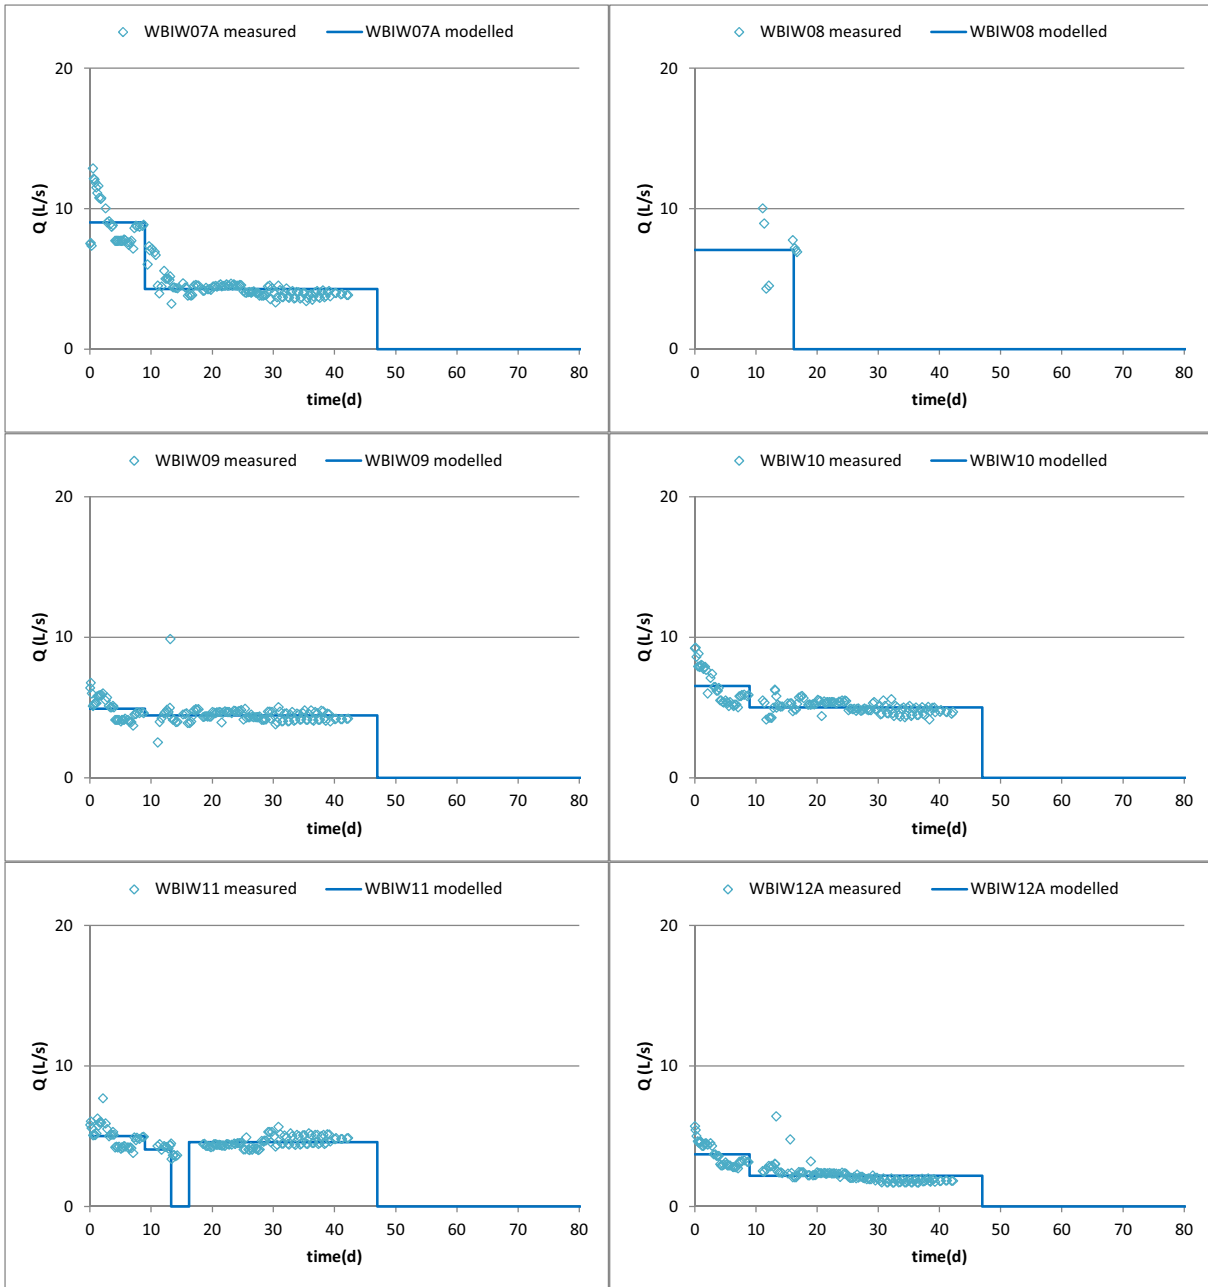 WBIW07A measured WBIW07A modelled
20
10
0
Q (L/s)
0 10 20 30 40 50 60 70 80
time(d)
WBIW08 measured WBIW08 modelled
20
10
0
Q (L/s)
0 10 20 30 40 50 60 70 80
time(d)
WBIW09 measured WBIW09 modelled
20
10
0
Q (L/s)
0 10 20 30 40 50 60 70 80
time(d)
WBIW10 measured WBIW10 modelled
20
10
0
Q (L/s)
0 10 20 30 40 50 60 70 80
time(d)
WBIW11 measured WBIW11 modelled
20
10
0
Q (L/s)
0 10 20 30 40 50 60 70 80
time(d)
WBIW12A measured WBIW12A modelled
20
10
0
Q (L/s)
0 10 20 30 40 50 60 70 80
time(d)